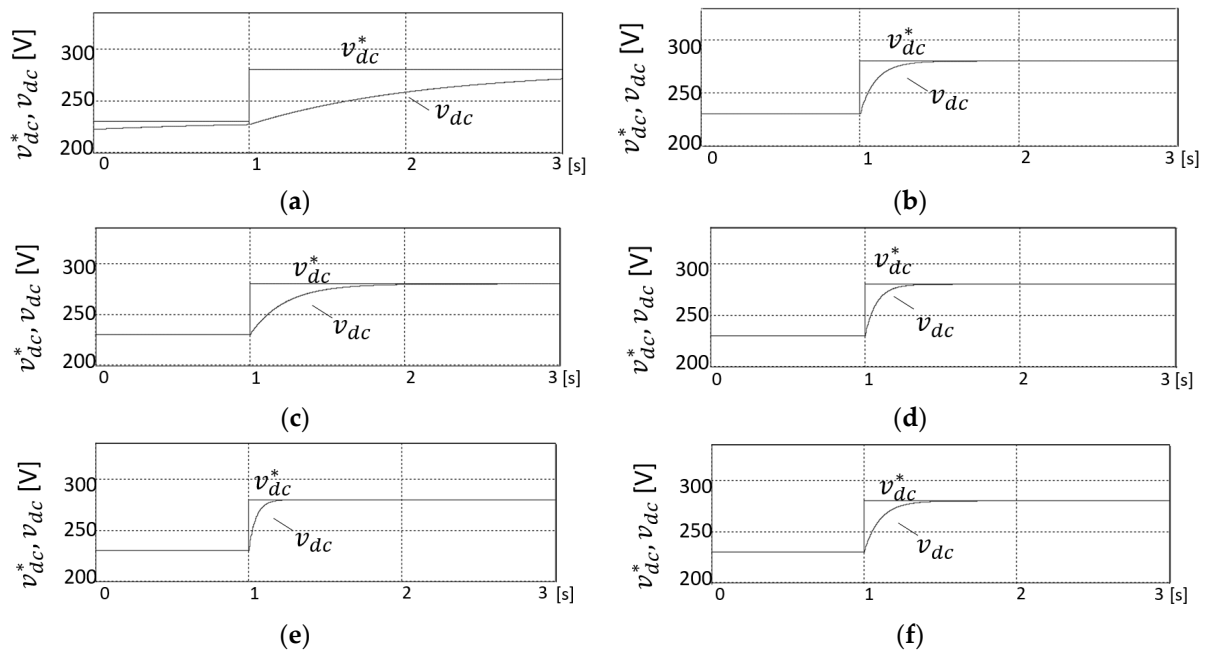 v*dc, vdc [V]
300
250
200
v*dc
vdc
0 1 2 3 [s]
(a)
v*dc, vdc [V]
300
250
200
v*dc
vdc
0 1 2 3 [s]
(b)
v*dc, vdc [V]
300
250
200
v*dc
vdc
0 1 2 3 [s]
(c)
v*dc, vdc [V]
300
250
200
v*dc
vdc
0 1 2 3 [s]
(d)
v*dc, vdc [V]
300
250
200
v*dc
vdc
0 1 2 3 [s]
(e)
v*dc, vdc [V]
300
250
200
v*dc
vdc
0 1 2 3 [s]
(f)